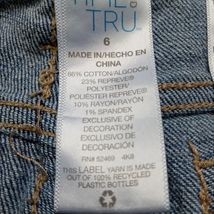 TIME
AND
TRU
6
MADE IN/HECHO EN
CHINA
66% COTTON/ALGODÓN
23% REPREVE®
POLYESTER/
POLIÉSTER REPREVE®
10% RAYON/RAYÓN
1% SPANDEX
EXCLUSIVE OF
DECORATION
EXCLUSIVO DE
DECORACIÓN
RN# 52469 4K8
THIS LABEL YARN IS MADE
OUT OF 100% RECYCLED
PLASTIC BOTTLES